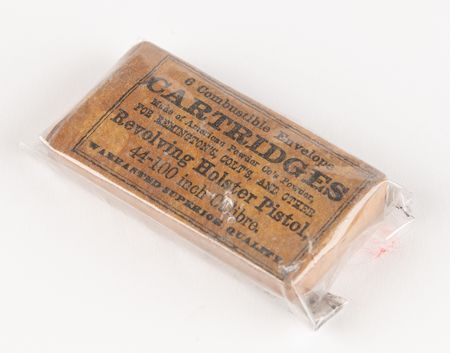 6 Combustible Envelope
CARTRIDGES
Made of American Powder Co's Powder,
FOR REMINGTON'S, COLT'S, AND OTHER
Revolving Holster Pistol,
44-100 inch Calibre.
WARRANTED SUPERIOR QUALITY.